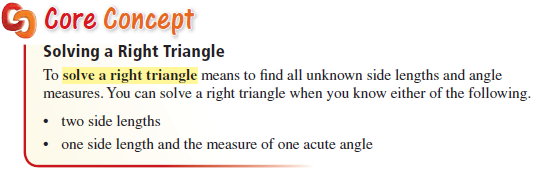 Core Concept
Solving a Right Triangle
To solve a right triangle means to find all unknown side lengths and angle
measures. You can solve a right triangle when you know either of the following.
• two side lengths
• one side length and the measure of one acute angle